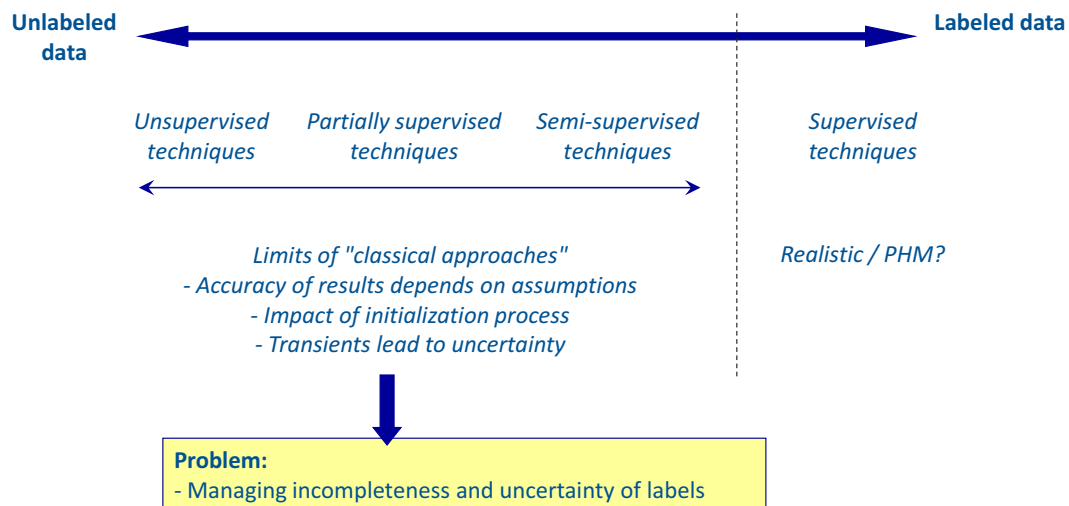 Unlabeled
data
Labeled data
Unsupervised
techniques
Partially supervised
techniques
Semi-supervised
techniques
Supervised
techniques
Limits of "classical approaches"
- Accuracy of results depends on assumptions
- Impact of initialization process
- Transients lead to uncertainty
Realistic / PHM?
Problem:
- Managing incompleteness and uncertainty of labels